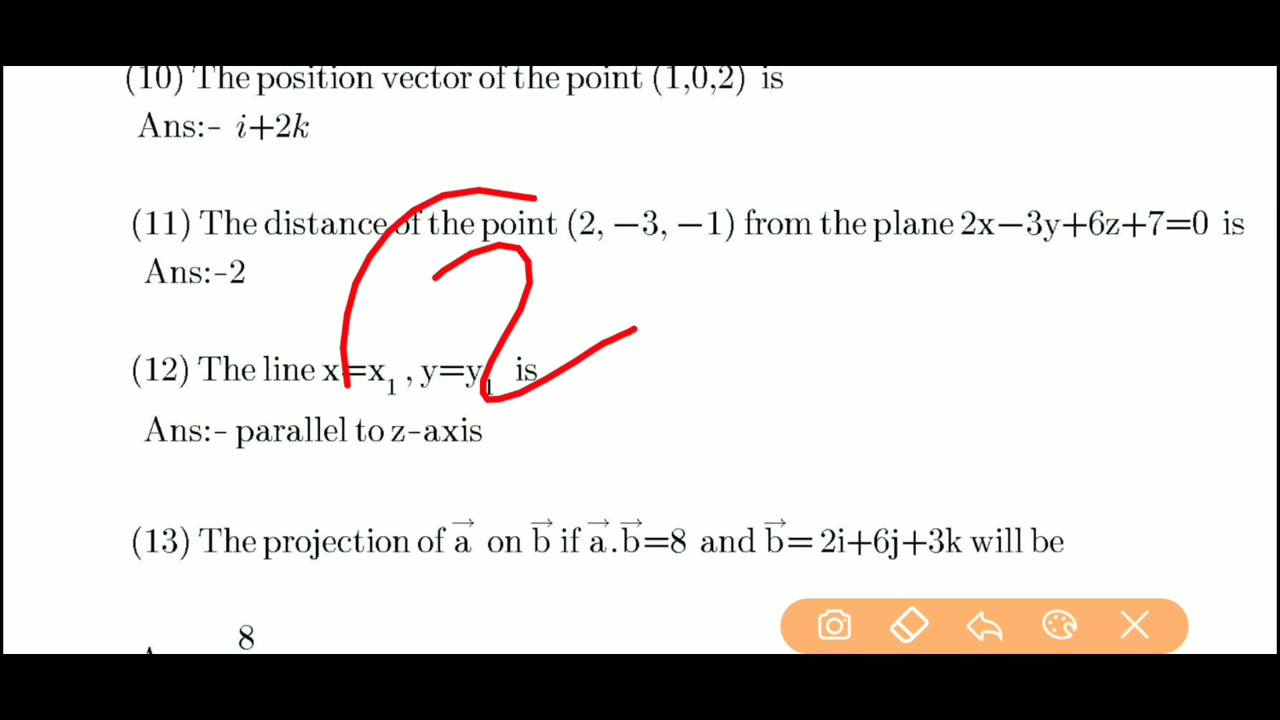 (10) The position vector of the point (1,0,2) is
Ans:- i+2k
(11) The distance of the point (2, −3, −1) from the plane 2x−3y+6z+7=0 is
Ans:-2
(12) The line x=x₁ , y=y₁ is
Ans:- parallel to z-axis
(13) The projection of a⃗ on b⃗ if a⃗.b⃗=8 and b⃗= 2i+6j+3k will be
8
2